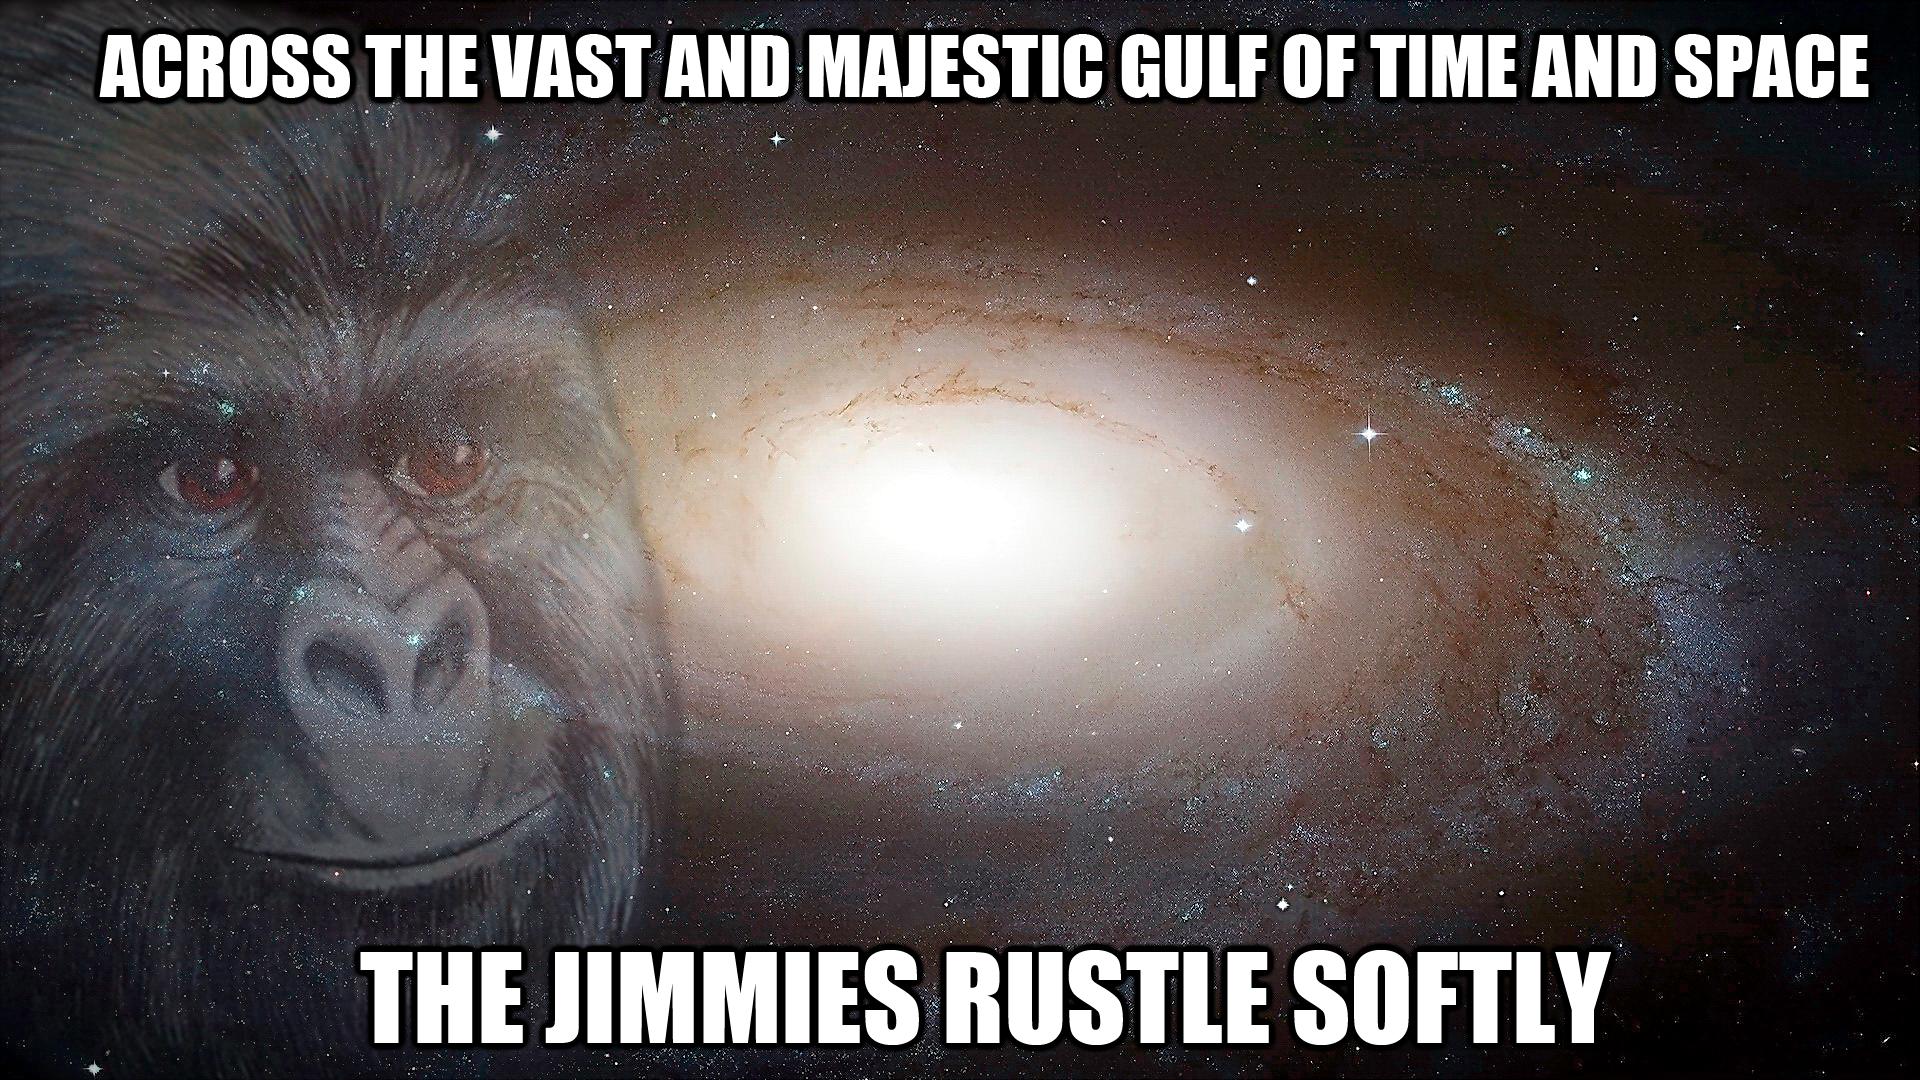 ACROSS THE VAST AND MAJESTIC GULF OF TIME AND SPACE
THE JIMMIES RUSTLE SOFTLY